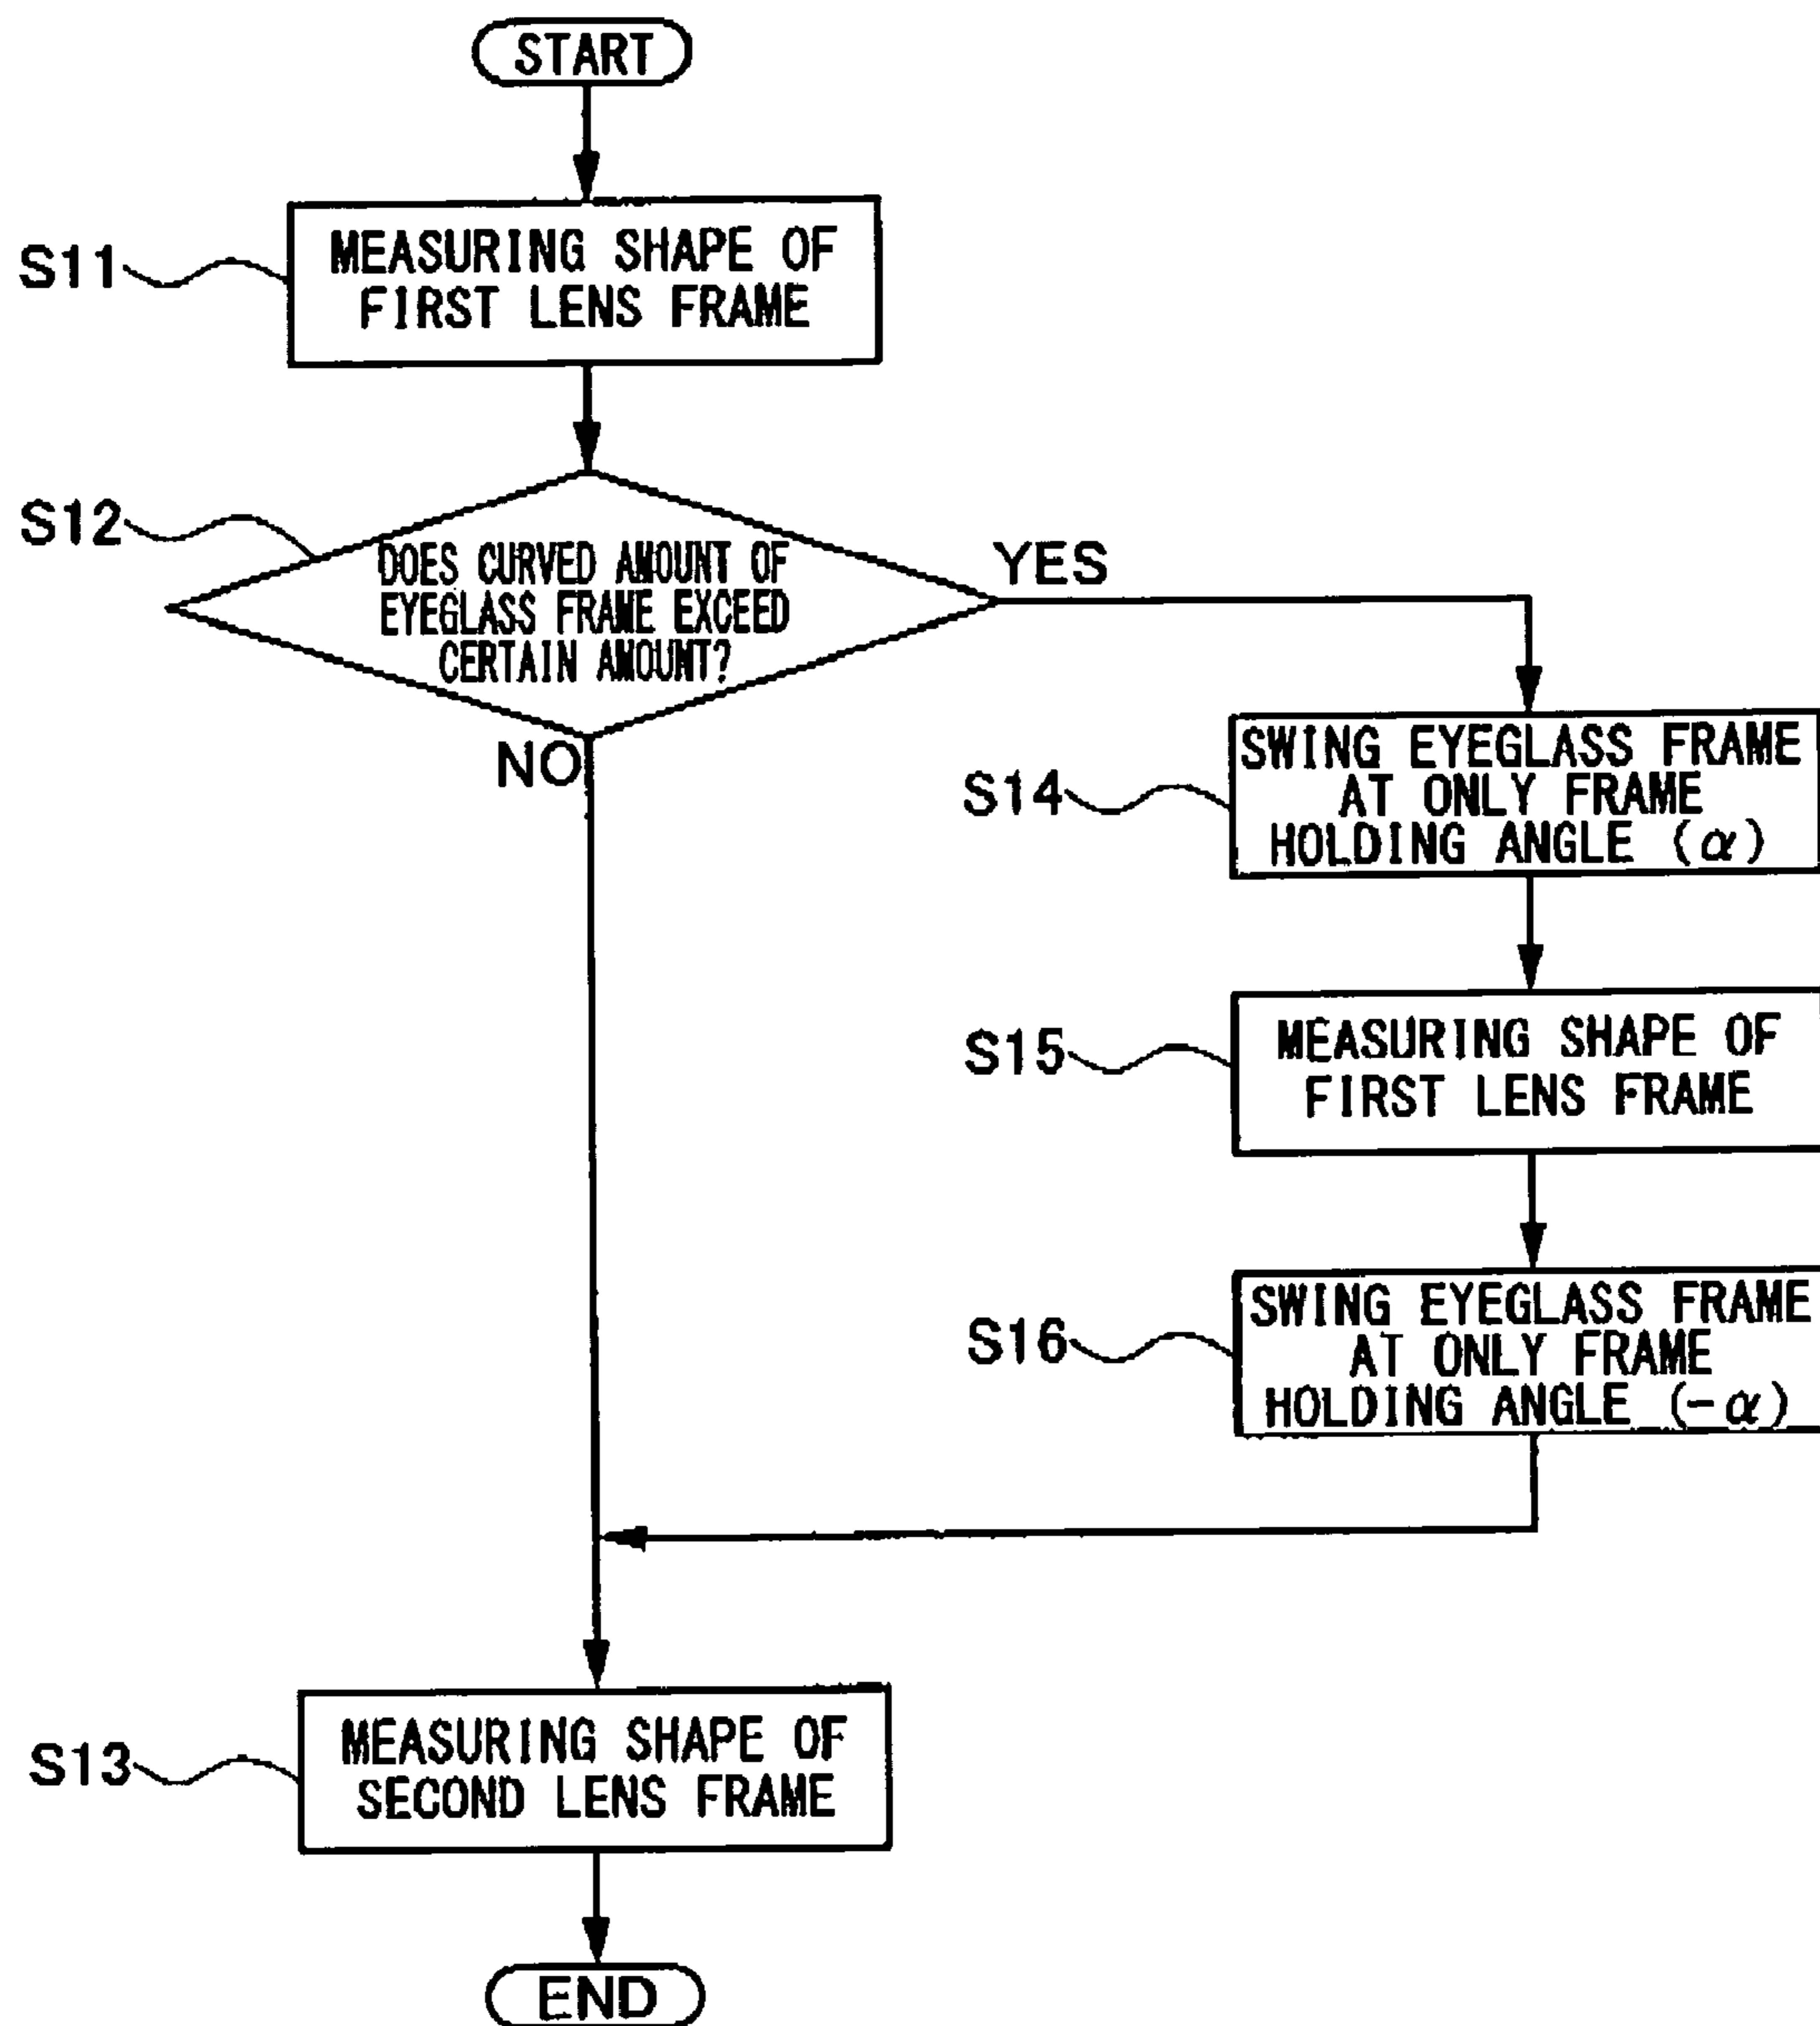 START
S11
MEASURING SHAPE OF
FIRST LENS FRAME
S12
DOES CURVED AMOUNT OF
EYEGLASS FRAME EXCEED
CERTAIN AMOUNT?
YES
NO
S14
SWING EYEGLASS FRAME
AT ONLY FRAME
HOLDING ANGLE (α)
S15
MEASURING SHAPE OF
FIRST LENS FRAME
S16
SWING EYEGLASS FRAME
AT ONLY FRAME
HOLDING ANGLE (-α)
S13
MEASURING SHAPE OF
SECOND LENS FRAME
END